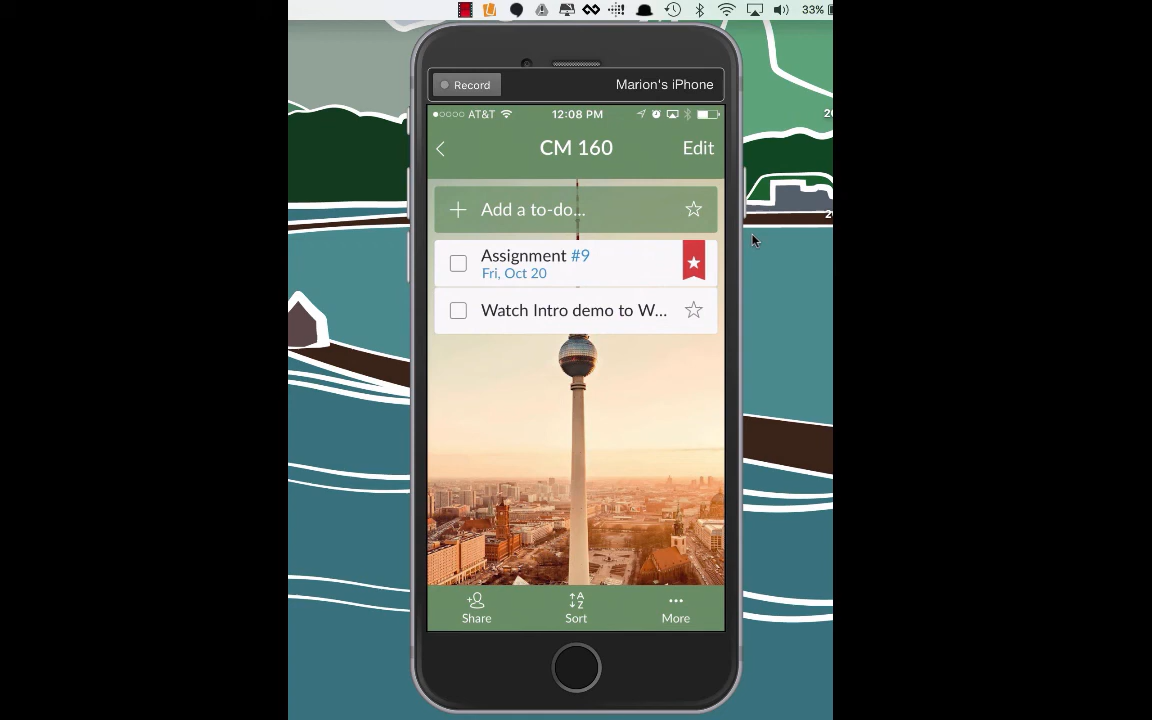 33%
Record
Marion's iPhone
AT&T
12:08 PM
CM 160
Edit
Add a to-do...
Assignment #9
Fri, Oct 20
Watch Intro demo to W...
Share
Sort
More